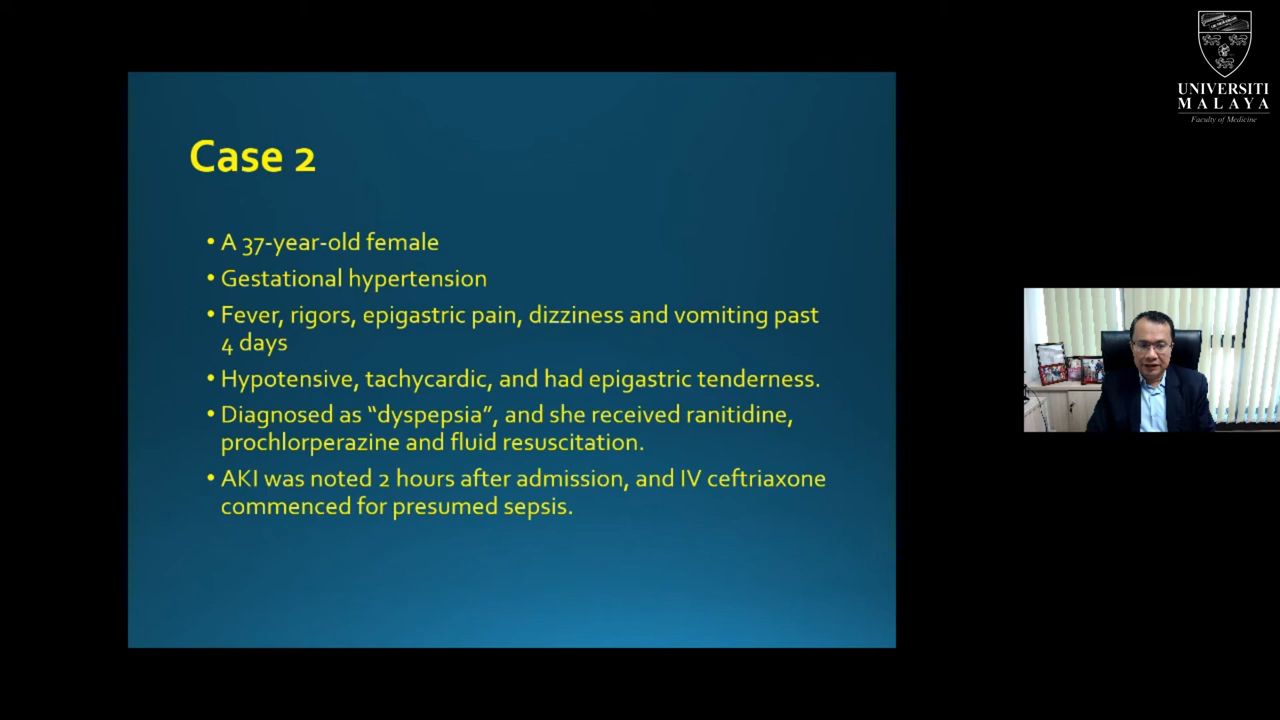 UNIVERSITI
MALAYA
Faculty of Medicine
Case 2
• A 37-year-old female
• Gestational hypertension
• Fever, rigors, epigastric pain, dizziness and vomiting past
4 days
• Hypotensive, tachycardic, and had epigastric tenderness.
• Diagnosed as “dyspepsia”, and she received ranitidine,
prochlorperazine and fluid resuscitation.
• AKI was noted 2 hours after admission, and IV ceftriaxone
commenced for presumed sepsis.